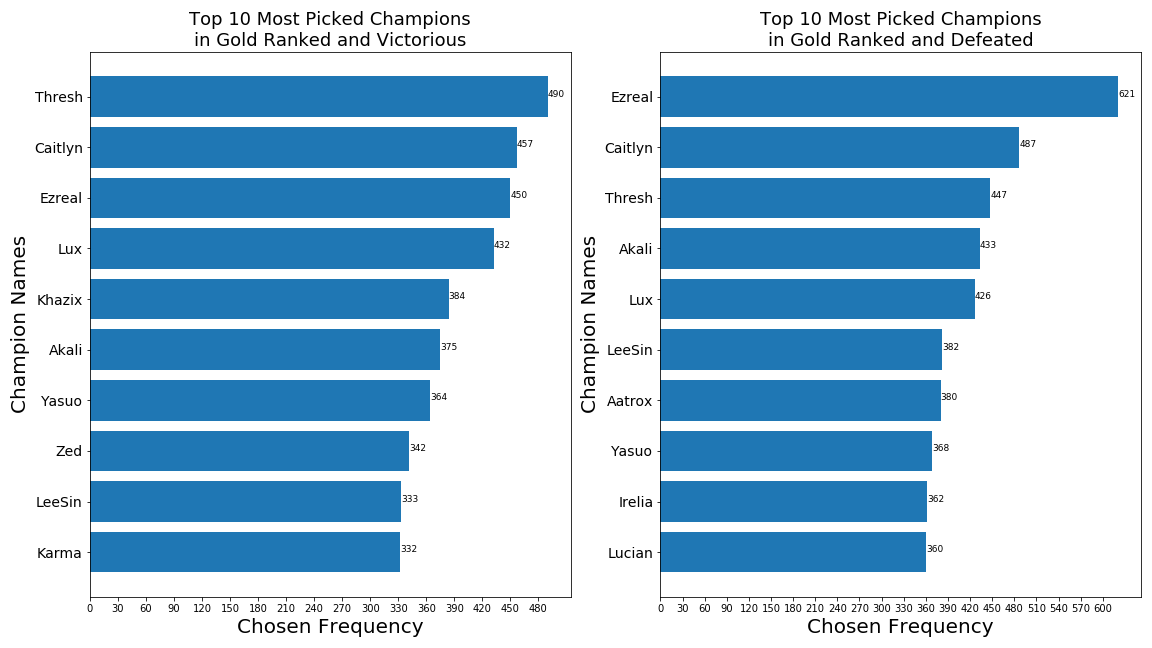 Top 10 Most Picked Champions
in Gold Ranked and Victorious
Champion Names
Thresh 490
Caitlyn 457
Ezreal 450
Lux 432
Khazix 384
Akali 375
Yasuo 364
Zed 342
LeeSin 333
Karma 332
0 30 60 90 120 150 180 210 240 270 300 330 360 390 420 450 480
Chosen Frequency
Top 10 Most Picked Champions
in Gold Ranked and Defeated
Champion Names
Ezreal 621
Caitlyn 487
Thresh 447
Akali 433
Lux 426
LeeSin 382
Aatrox 380
Yasuo 368
Irelia 362
Lucian 360
0 30 60 90 120 150 180 210 240 270 300 330 360 390 420 450 480 510 540 570 600
Chosen Frequency